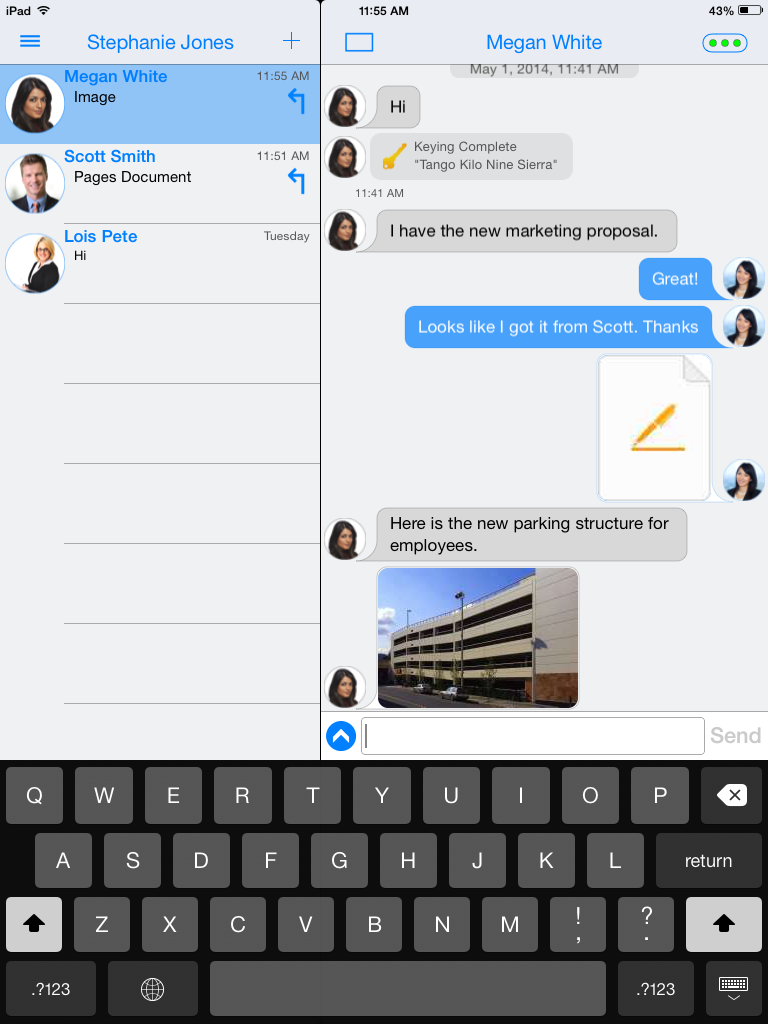 iPad
11:55 AM
43%
Stephanie Jones
Megan White
Megan White
11:55 AM
Image
Scott Smith
11:51 AM
Pages Document
Lois Pete
Tuesday
Hi
May 1, 2014, 11:41 AM
Hi
Keying Complete
"Tango Kilo Nine Sierra"
11:41 AM
I have the new marketing proposal.
Great!
Looks like I got it from Scott. Thanks
Here is the new parking structure for
employees.
Send
Q W E R T Y U I O P
A S D F G H J K L return
Z X C V B N M ! , ? .
.?123 .?123